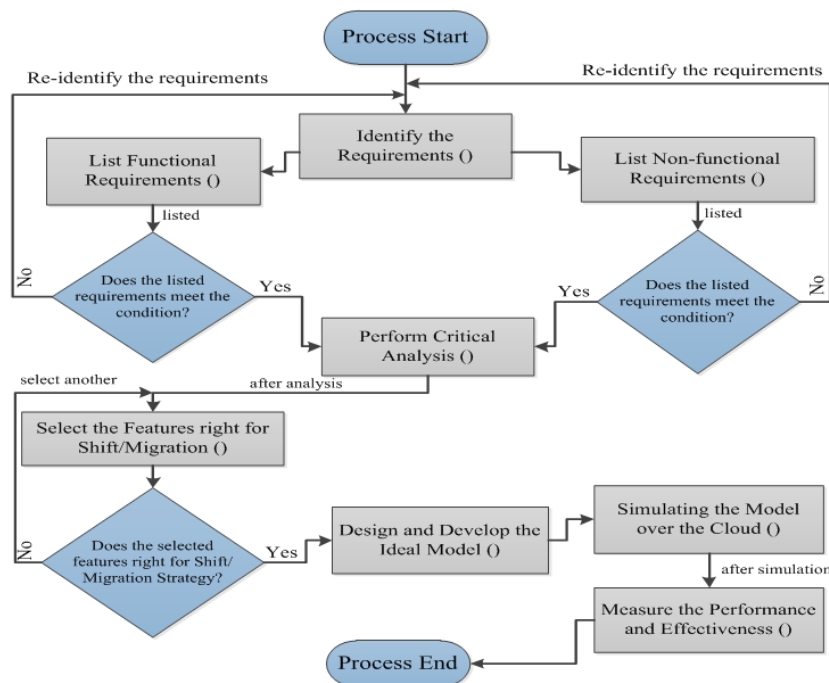 Process Start
Re-identify the requirements
Re-identify the requirements
Identify the
Requirements ()
List Functional
Requirements ()
List Non-functional
Requirements ()
listed
listed
No
Does the listed
requirements meet the
condition?
Yes
Yes
Does the listed
requirements meet the
condition?
No
Perform Critical
Analysis ()
select another
after analysis
Select the Features right for
Shift/Migration ()
No
Does the selected
features right for Shift/
Migration Strategy?
Yes
Design and Develop the
Ideal Model ()
Simulating the Model
over the Cloud ()
after simulation
Measure the Performance
and Effectiveness ()
Process End